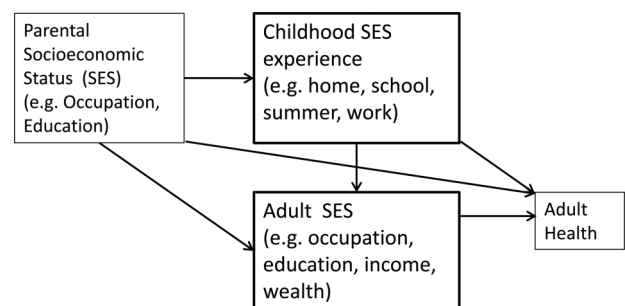 Parental
Socioeconomic
Status (SES)
(e.g. Occupation,
Education)
Childhood SES
experience
(e.g. home, school,
summer, work)
Adult SES
(e.g. occupation,
education, income,
wealth)
Adult
Health